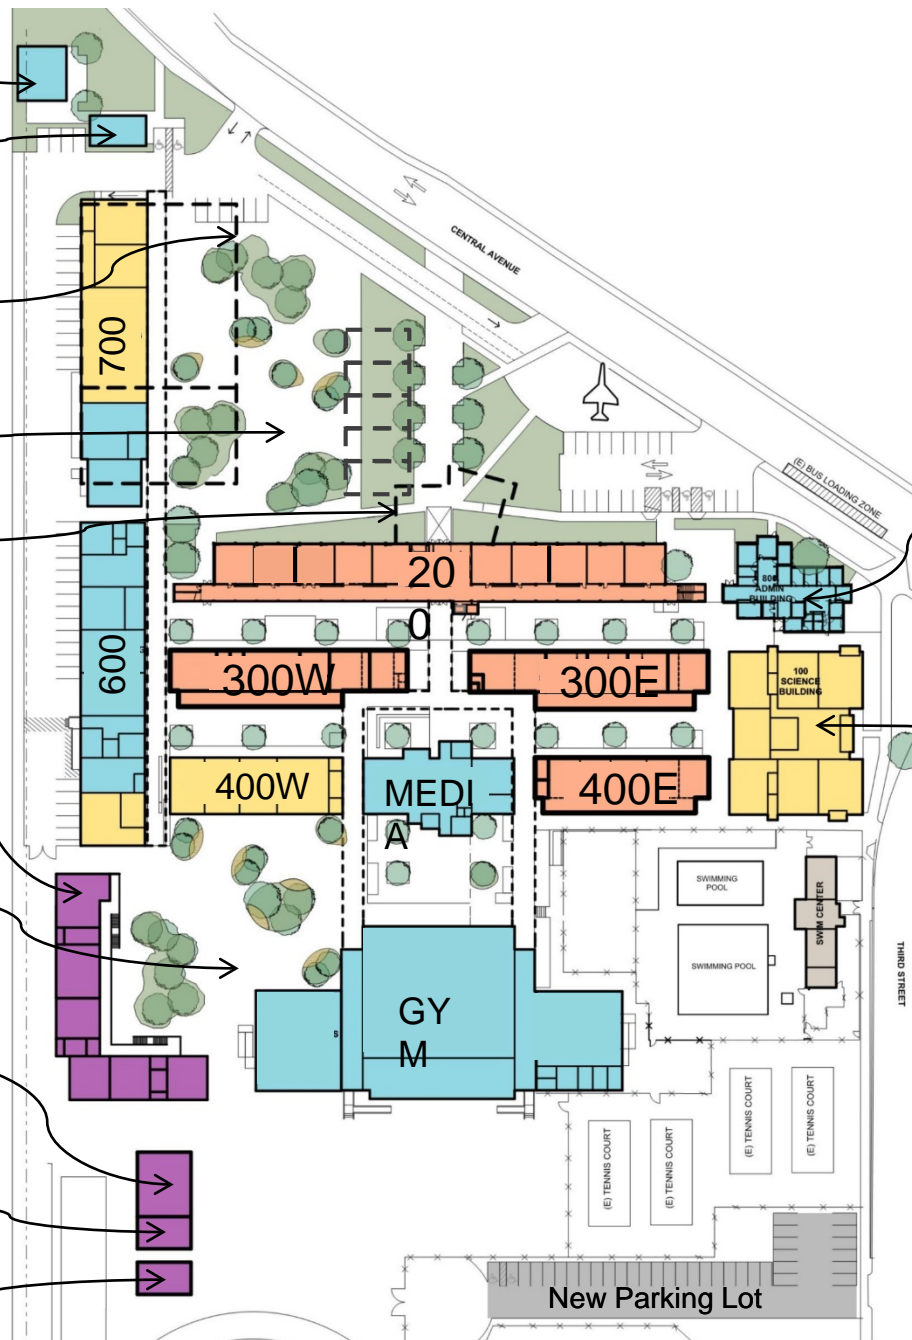 CENTRAL AVENUE
700
(E) BUS LOADING ZONE
20
0
800
ADMIN
BUILDING
600
300W
300E
100
SCIENCE
BUILDING
400W
MEDI
A
400E
SWIMMING
POOL
SWIM CENTER
SWIMMING POOL
THIRD STREET
GY
M
S
(E) TENNIS COURT
(E) TENNIS COURT
(E) TENNIS COURT
(E) TENNIS COURT
New Parking Lot